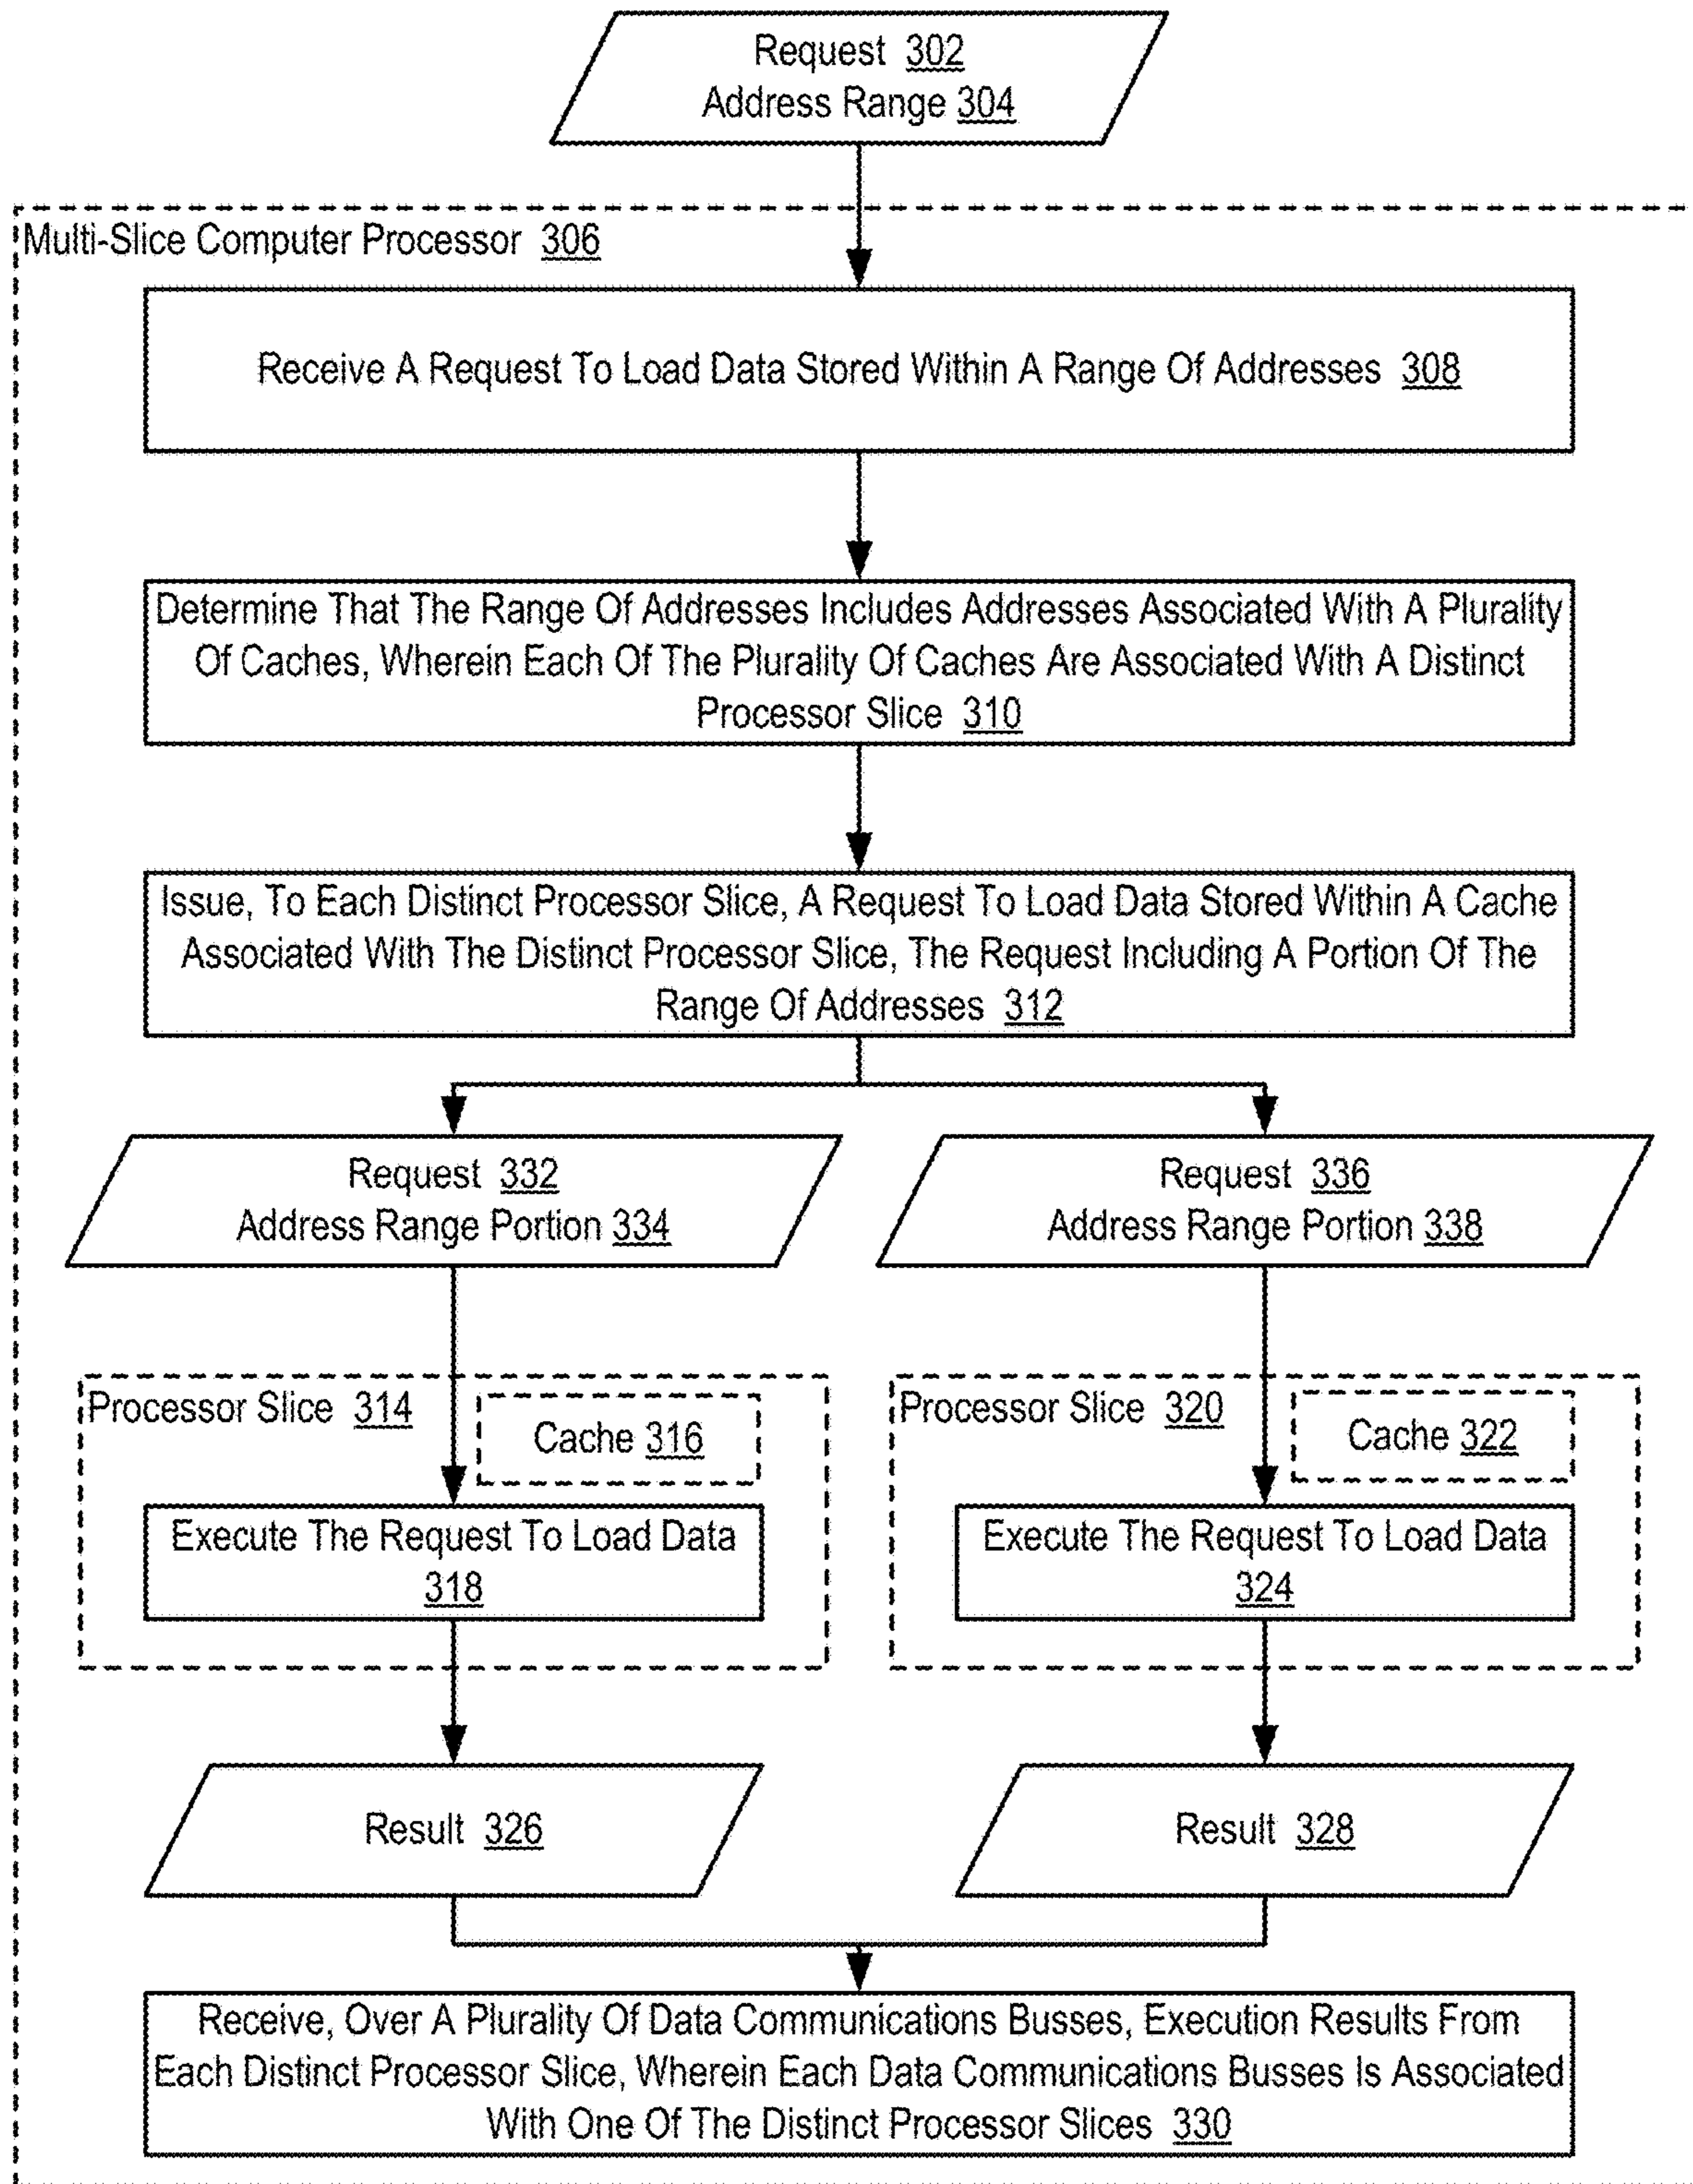 Request 302
Address Range 304
Multi-Slice Computer Processor 306
Receive A Request To Load Data Stored Within A Range Of Addresses 308
Determine That The Range Of Addresses Includes Addresses Associated With A Plurality
Of Caches, Wherein Each Of The Plurality Of Caches Are Associated With A Distinct
Processor Slice 310
Issue, To Each Distinct Processor Slice, A Request To Load Data Stored Within A Cache
Associated With The Distinct Processor Slice, The Request Including A Portion Of The
Range Of Addresses 312
Request 332
Address Range Portion 334
Request 336
Address Range Portion 338
Processor Slice 314
Cache 316
Execute The Request To Load Data
318
Processor Slice 320
Cache 322
Execute The Request To Load Data
324
Result 326
Result 328
Receive, Over A Plurality Of Data Communications Busses, Execution Results From
Each Distinct Processor Slice, Wherein Each Data Communications Busses Is Associated
With One Of The Distinct Processor Slices 330